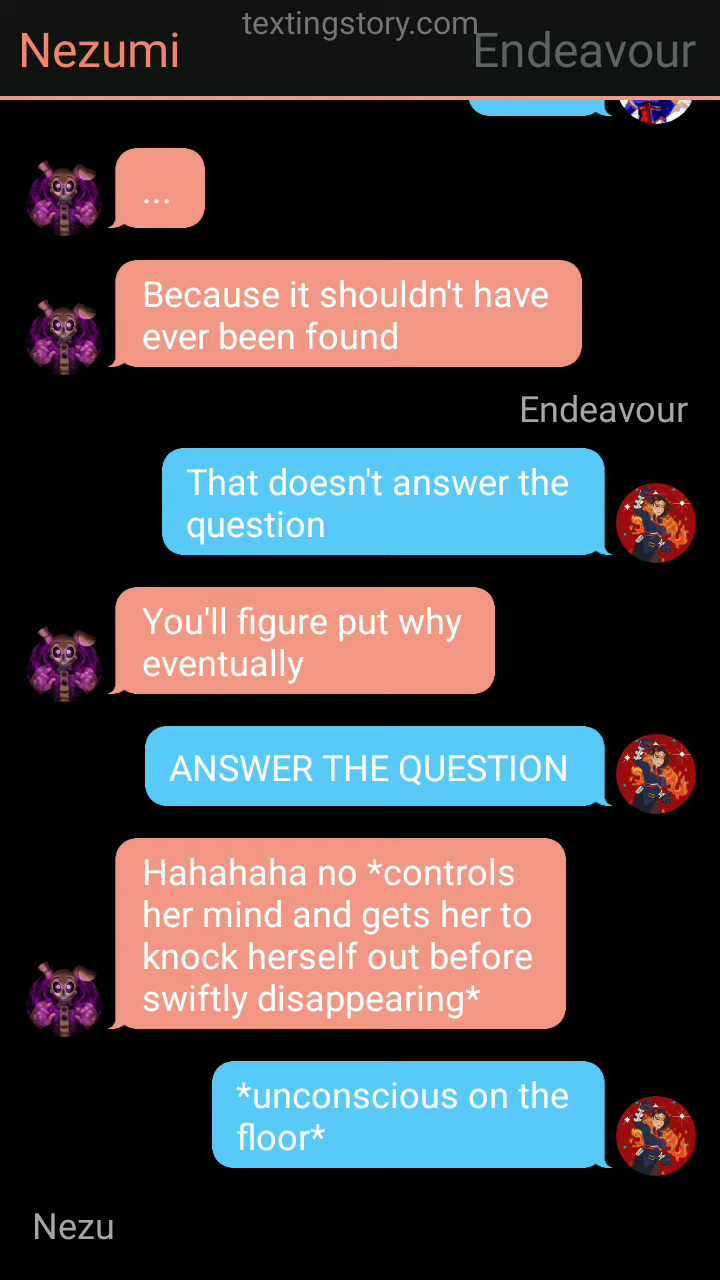 textingstory.com
Nezumi
Endeavour
...
Because it shouldn't have
ever been found
Endeavour
That doesn't answer the
question
You'll figure put why
eventually
ANSWER THE QUESTION
Hahahaha no *controls
her mind and gets her to
knock herself out before
swiftly disappearing*
*unconscious on the
floor*
Nezu